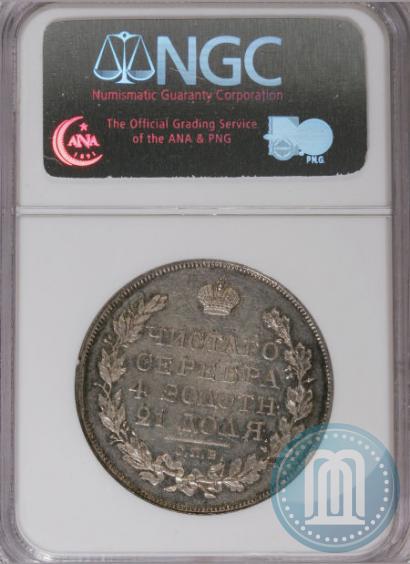 NGC
Numismatic Guaranty Corporation
The Official Grading Service
of the ANA & PNG
ANA
1891
P.N.G.
ЧИСТАГО
СЕРЕБРА
4 ЗОЛОТН.
21 ДОЛЯ.
С.П.Б.
M